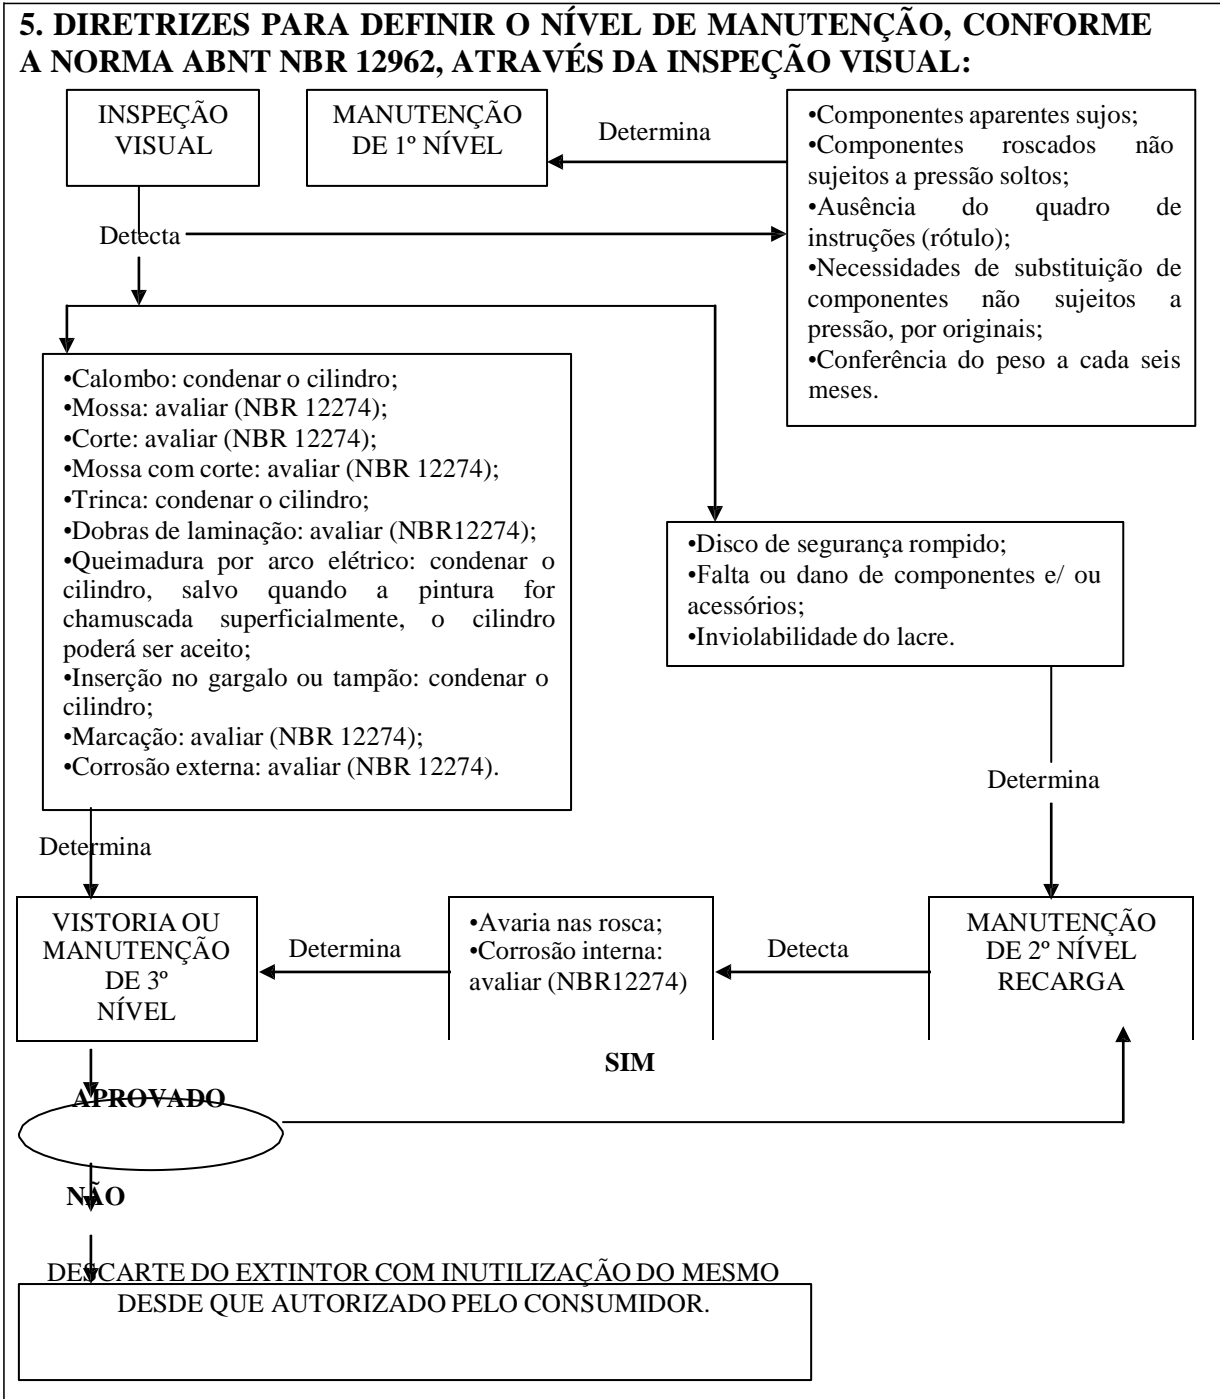 5. DIRETRIZES PARA DEFINIR O NÍVEL DE MANUTENÇÃO, CONFORME
A NORMA ABNT NBR 12962, ATRAVÉS DA INSPEÇÃO VISUAL:
INSPEÇÃO
VISUAL
MANUTENÇÃO
DE 1º NÍVEL
Determina
•Componentes aparentes sujos;
•Componentes roscados não
sujeitos a pressão soltos;
•Ausência do quadro de
instruções (rótulo);
•Necessidades de substituição de
componentes não sujeitos a
pressão, por originais;
•Conferência do peso a cada seis
meses.
Detecta
•Calombo: condenar o cilindro;
•Mossa: avaliar (NBR 12274);
•Corte: avaliar (NBR 12274);
•Mossa com corte: avaliar (NBR 12274);
•Trinca: condenar o cilindro;
•Dobras de laminação: avaliar (NBR12274);
•Queimadura por arco elétrico: condenar o
cilindro, salvo quando a pintura for
chamuscada superficialmente, o cilindro
poderá ser aceito;
•Inserção no gargalo ou tampão: condenar o
cilindro;
•Marcação: avaliar (NBR 12274);
•Corrosão externa: avaliar (NBR 12274).
•Disco de segurança rompido;
•Falta ou dano de componentes e/ ou
acessórios;
•Inviolabilidade do lacre.
Determina
Determina
VISTORIA OU
MANUTENÇÃO
DE 3º
NÍVEL
Determina
•Avaria nas rosca;
•Corrosão interna:
avaliar (NBR12274)
Detecta
MANUTENÇÃO
DE 2º NÍVEL
RECARGA
SIM
APROVADO
NÃO
DESCARTE DO EXTINTOR COM INUTILIZAÇÃO DO MESMO
DESDE QUE AUTORIZADO PELO CONSUMIDOR.